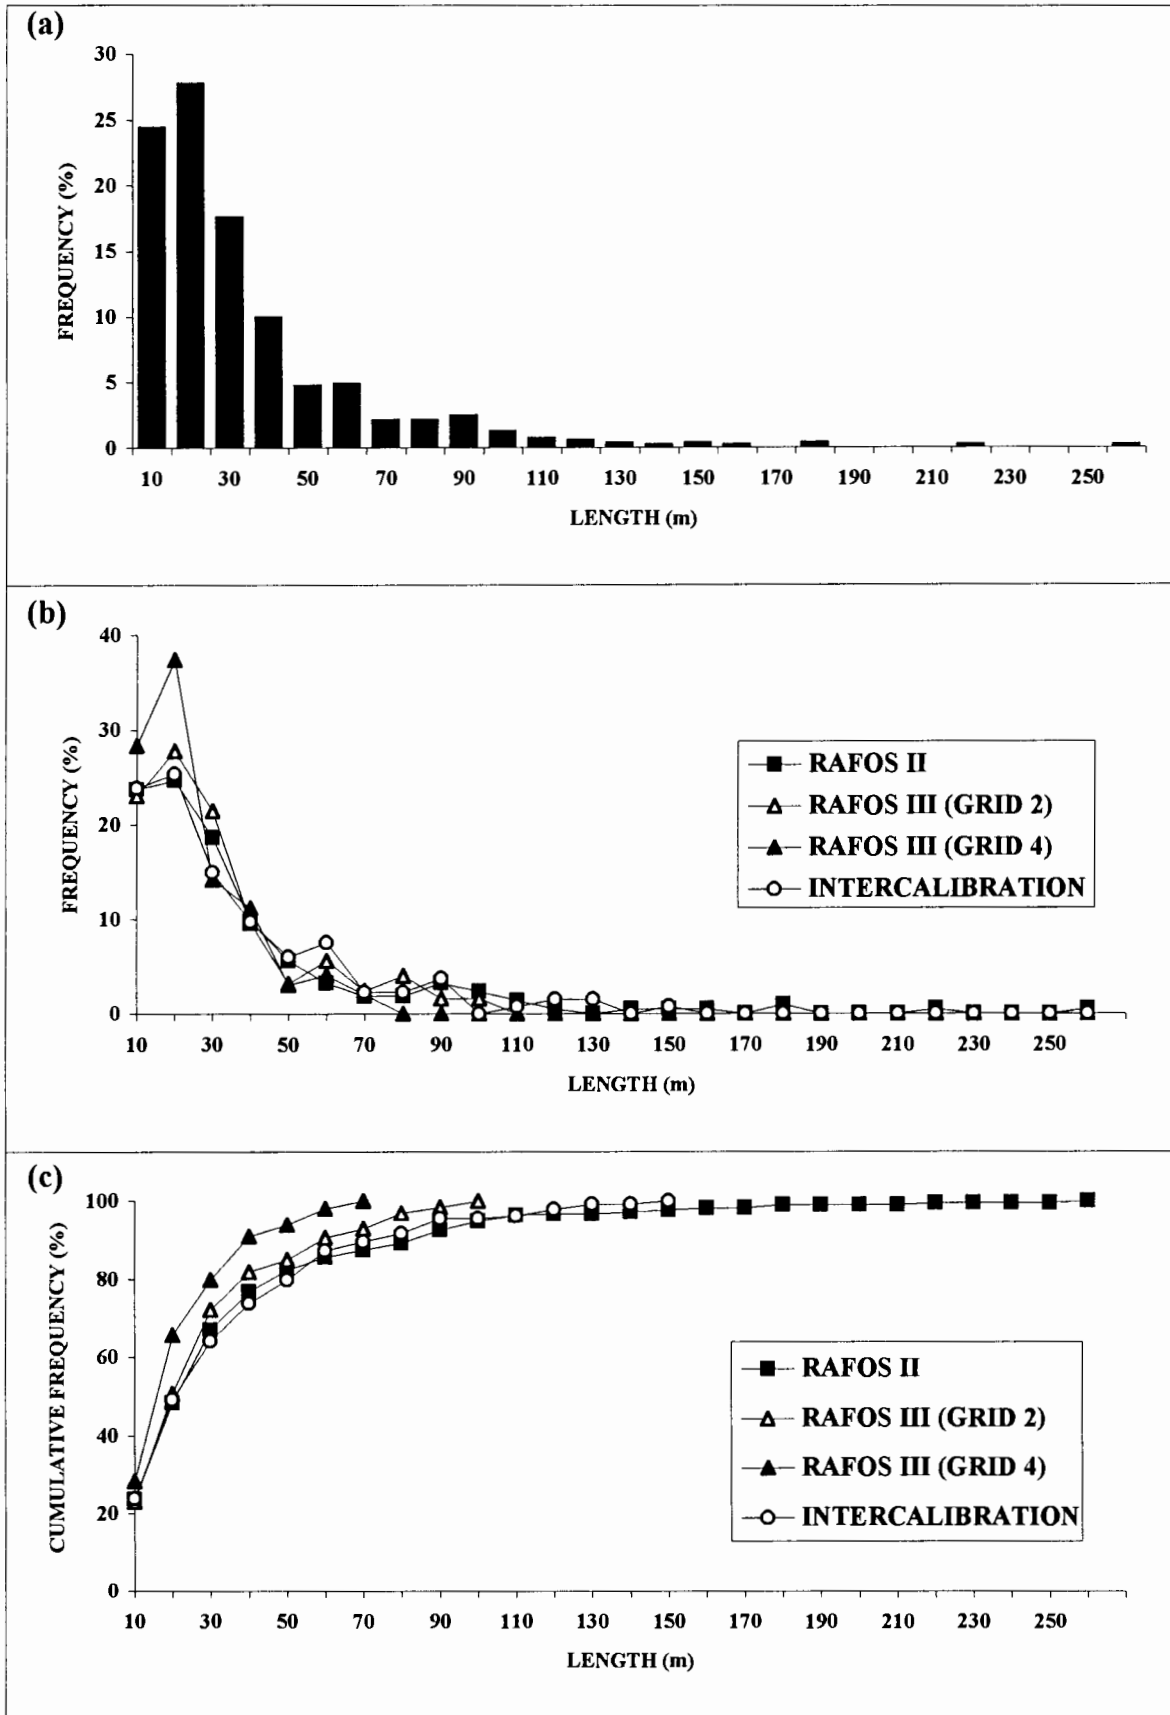 (a)
30
25
20
15
10
5
0
FREQUENCY (%)
10 30 50 70 90 110 130 150 170 190 210 230 250
LENGTH (m)
(b)
40
30
20
10
0
FREQUENCY (%)
RAFOS II
RAFOS III (GRID 2)
RAFOS III (GRID 4)
INTERCALIBRATION
10 30 50 70 90 110 130 150 170 190 210 230 250
LENGTH (m)
(c)
100
80
60
40
20
0
CUMULATIVE FREQUENCY (%)
RAFOS II
RAFOS III (GRID 2)
RAFOS III (GRID 4)
INTERCALIBRATION
10 30 50 70 90 110 130 150 170 190 210 230 250
LENGTH (m)